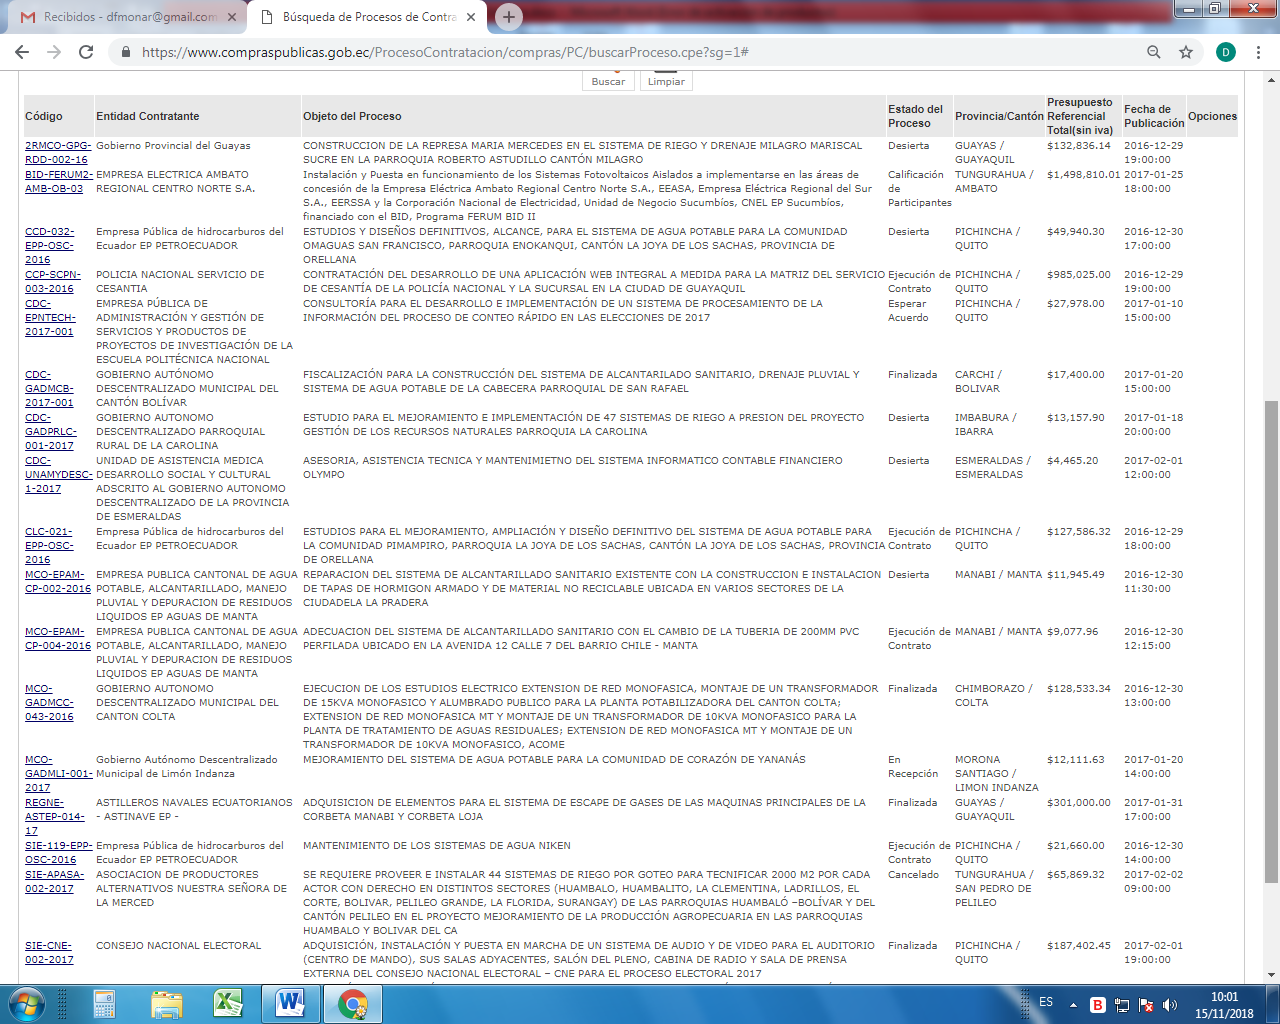 Recibidos - dfmonar@gmail.com
Búsqueda de Procesos de Contra
https://www.compraspublicas.gob.ec/ProcesoContratacion/compras/PC/buscarProceso.cpe?sg=1#
D
Buscar Limpiar
Código Entidad Contratante Objeto del Proceso Estado del Proceso Provincia/Cantón Presupuesto Referencial Total(sin iva) Fecha de Publicación Opciones
2RMCO-GPG- Gobierno Provincial del Guayas CONSTRUCCION DE LA REPRESA MARIA MERCEDES EN EL SISTEMA DE RIEGO Y DRENAJE MILAGRO MARISCAL Desierta GUAYAS / $132,836.14 2016-12-29
RDD-002-16 SUCRE EN LA PARROQUIA ROBERTO ASTUDILLO CANTÓN MILAGRO GUAYAQUIL 19:00:00
BID-FERUM2- EMPRESA ELECTRICA AMBATO Instalación y Puesta en funcionamiento de los Sistemas Fotovoltaicos Aislados a implementarse en las áreas de Calificación TUNGURAHUA / $1,498,810.01 2017-01-25
AMB-OB-03 REGIONAL CENTRO NORTE S.A. concesión de la Empresa Eléctrica Ambato Regional Centro Norte S.A., EEASA, Empresa Eléctrica Regional del Sur de AMBATO 18:00:00
S.A., EERSSA y la Corporación Nacional de Electricidad, Unidad de Negocio Sucumbíos, CNEL EP Sucumbíos, Participantes
financiado con el BID, Programa FERUM BID II
CCD-032- Empresa Pública de hidrocarburos del ESTUDIOS Y DISEÑOS DEFINITIVOS, ALCANCE, PARA EL SISTEMA DE AGUA POTABLE PARA LA COMUNIDAD Desierta PICHINCHA / $49,940.30 2016-12-30
EPP-OSC- Ecuador EP PETROECUADOR OMAGUAS SAN FRANCISCO, PARROQUIA ENOKANQUI, CANTÓN LA JOYA DE LOS SACHAS, PROVINCIA DE QUITO 17:00:00
2016 ORELLANA
CCP-SCPN- POLICIA NACIONAL SERVICIO DE CONTRATACIÓN DEL DESARROLLO DE UNA APLICACIÓN WEB INTEGRAL A MEDIDA PARA LA MATRIZ DEL SERVICIO Ejecución de PICHINCHA / $985,025.00 2016-12-29
003-2016 CESANTIA DE CESANTÍA DE LA POLICÍA NACIONAL Y LA SUCURSAL EN LA CIUDAD DE GUAYAQUIL Contrato QUITO 19:00:00
CDC- EMPRESA PÚBLICA DE CONSULTORÍA PARA EL DESARROLLO E IMPLEMENTACIÓN DE UN SISTEMA DE PROCESAMIENTO DE LA Esperar PICHINCHA / $27,978.00 2017-01-10
EPNTECH- ADMINISTRACIÓN Y GESTIÓN DE INFORMACIÓN DEL PROCESO DE CONTEO RÁPIDO EN LAS ELECCIONES DE 2017 Acuerdo QUITO 15:00:00
2017-001 SERVICIOS Y PRODUCTOS DE
PROYECTOS DE INVESTIGACIÓN DE LA
ESCUELA POLITÉCNICA NACIONAL
CDC- GOBIERNO AUTÓNOMO FISCALIZACIÓN PARA LA CONSTRUCCIÓN DEL SISTEMA DE ALCANTARILADO SANITARIO, DRENAJE PLUVIAL Y Finalizada CARCHI / $17,400.00 2017-01-20
GADMCB- DESCENTRALIZADO MUNICIPAL DEL SISTEMA DE AGUA POTABLE DE LA CABECERA PARROQUIAL DE SAN RAFAEL BOLIVAR 15:00:00
2017-001 CANTÓN BOLÍVAR
CDC- GOBIERNO AUTONOMO ESTUDIO PARA EL MEJORAMIENTO E IMPLEMENTACIÓN DE 47 SISTEMAS DE RIEGO A PRESION DEL PROYECTO Desierta IMBABURA / $13,157.90 2017-01-18
GADPRLC- DESCENTRALIZADO PARROQUIAL GESTIÓN DE LOS RECURSOS NATURALES PARROQUIA LA CAROLINA IBARRA 20:00:00
001-2017 RURAL DE LA CAROLINA
CDC- UNIDAD DE ASISTENCIA MEDICA ASESORIA, ASISTENCIA TECNICA Y MANTENIMIETNO DEL SISTEMA INFORMATICO CONTABLE FINANCIERO Desierta ESMERALDAS / $4,465.20 2017-02-01
UNAMYDESC- DESARROLLO SOCIAL Y CULTURAL OLYMPO ESMERALDAS 12:00:00
1-2017 ADSCRITO AL GOBIERNO AUTONOMO
DESCENTRALIZADO DE LA PROVINCIA
DE ESMERALDAS
CLC-021- Empresa Pública de hidrocarburos del ESTUDIOS PARA EL MEJORAMIENTO, AMPLIACIÓN Y DISEÑO DEFINITIVO DEL SISTEMA DE AGUA POTABLE PARA Ejecución de PICHINCHA / $127,586.32 2016-12-29
EPP-OSC- Ecuador EP PETROECUADOR LA COMUNIDAD PIMAMPIRO, PARROQUIA LA JOYA DE LOS SACHAS, CANTÓN LA JOYA DE LOS SACHAS, PROVINCIA Contrato QUITO 18:00:00
2016 DE ORELLANA
MCO-EPAM- EMPRESA PUBLICA CANTONAL DE AGUA REPARACION DEL SISTEMA DE ALCANTARILLADO SANITARIO EXISTENTE CON LA CONSTRUCCION E INSTALACION Desierta MANABI / MANTA $11,945.49 2016-12-30
CP-002-2016 POTABLE, ALCANTARILLADO, MANEJO DE TAPAS DE HORMIGON ARMADO Y DE MATERIAL NO RECICLABLE UBICADA EN VARIOS SECTORES DE LA 11:30:00
PLUVIAL Y DEPURACION DE RESIDUOS CIUDADELA LA PRADERA
LIQUIDOS EP AGUAS DE MANTA
MCO-EPAM- EMPRESA PUBLICA CANTONAL DE AGUA ADECUACION DEL SISTEMA DE ALCANTARILLADO SANITARIO CON EL CAMBIO DE LA TUBERIA DE 200MM PVC Ejecución de MANABI / MANTA $9,077.96 2016-12-30
CP-004-2016 POTABLE, ALCANTARILLADO, MANEJO PERFILADA UBICADO EN LA AVENIDA 12 CALLE 7 DEL BARRIO CHILE - MANTA Contrato 12:15:00
PLUVIAL Y DEPURACION DE RESIDUOS
LIQUIDOS EP AGUAS DE MANTA
MCO- GOBIERNO AUTONOMO EJECUCION DE LOS ESTUDIOS ELECTRICO EXTENSION DE RED MONOFASICA, MONTAJE DE UN TRANSFORMADOR Finalizada CHIMBORAZO / $128,533.34 2016-12-30
GADMCC- DESCENTRALIZADO MUNICIPAL DEL DE 15KVA MONOFASICO Y ALUMBRADO PUBLICO PARA LA PLANTA POTABILIZADORA DEL CANTON COLTA; COLTA 13:00:00
043-2016 CANTON COLTA EXTENSION DE RED MONOFASICA MT Y MONTAJE DE UN TRANSFORMADOR DE 10KVA MONOFASICO PARA LA
PLANTA DE TRATAMIENTO DE AGUAS RESIDUALES; EXTENSION DE RED MONOFASICA MT Y MONTAJE DE UN
TRANSFORMADOR DE 10KVA MONOFASICO, ACOME
MCO- Gobierno Autónomo Descentralizado MEJORAMIENTO DEL SISTEMA DE AGUA POTABLE PARA LA COMUNIDAD DE CORAZÓN DE YANANÁS En MORONA $12,111.63 2017-01-20
GADMLI-001- Municipal de Limón Indanza Recepción SANTIAGO / 14:00:00
2017 LIMON INDANZA
REGNE- ASTILLEROS NAVALES ECUATORIANOS ADQUISICION DE ELEMENTOS PARA EL SISTEMA DE ESCAPE DE GASES DE LAS MAQUINAS PRINCIPALES DE LA Finalizada GUAYAS / $301,000.00 2017-01-31
ASTEP-014- - ASTINAVE EP - CORBETA MANABI Y CORBETA LOJA GUAYAQUIL 17:00:00
17
SIE-119-EPP- Empresa Pública de hidrocarburos del MANTENIMIENTO DE LOS SISTEMAS DE AGUA NIKEN Ejecución de PICHINCHA / $21,660.00 2016-12-30
OSC-2016 Ecuador EP PETROECUADOR Contrato QUITO 14:00:00
SIE-APASA- ASOCIACION DE PRODUCTORES SE REQUIERE PROVEER E INSTALAR 44 SISTEMAS DE RIEGO POR GOTEO PARA TECNIFICAR 2000 M2 POR CADA Cancelado TUNGURAHUA / $65,869.32 2017-02-02
002-2017 ALTERNATIVOS NUESTRA SEÑORA DE ACTOR CON DERECHO EN DISTINTOS SECTORES (HUAMBALO, HUAMBALITO, LA CLEMENTINA, LADRILLOS, EL SAN PEDRO DE 09:00:00
LA MERCED CORTE, BOLIVAR, PELILEO GRANDE, LA FLORIDA, SURANGAY) DE LAS PARROQUIAS HUAMBALÓ –BOLÍVAR Y DEL PELILEO
CANTÓN PELILEO EN EL PROYECTO MEJORAMIENTO DE LA PRODUCCIÓN AGROPECUARIA EN LAS PARROQUIAS
HUAMBALO Y BOLIVAR DEL CA
SIE-CNE- CONSEJO NACIONAL ELECTORAL ADQUISICIÓN, INSTALACIÓN Y PUESTA EN MARCHA DE UN SISTEMA DE AUDIO Y DE VIDEO PARA EL AUDITORIO Finalizada PICHINCHA / $187,402.45 2017-02-01
002-2017 (CENTRO DE MANDO), SUS SALAS ADYACENTES, SALÓN DEL PLENO, CABINA DE RADIO Y SALA DE PRENSA QUITO 19:00:00
EXTERNA DEL CONSEJO NACIONAL ELECTORAL – CNE PARA EL PROCESO ELECTORAL 2017
ES B 10:01
15/11/2018